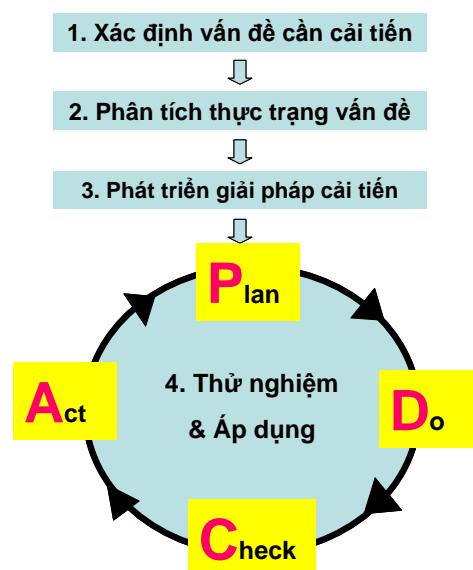 1. Xác định vấn đề cần cải tiến
2. Phân tích thực trạng vấn đề
3. Phát triển giải pháp cải tiến
Plan
Act
4. Thử nghiệm
& Áp dụng
Do
Check